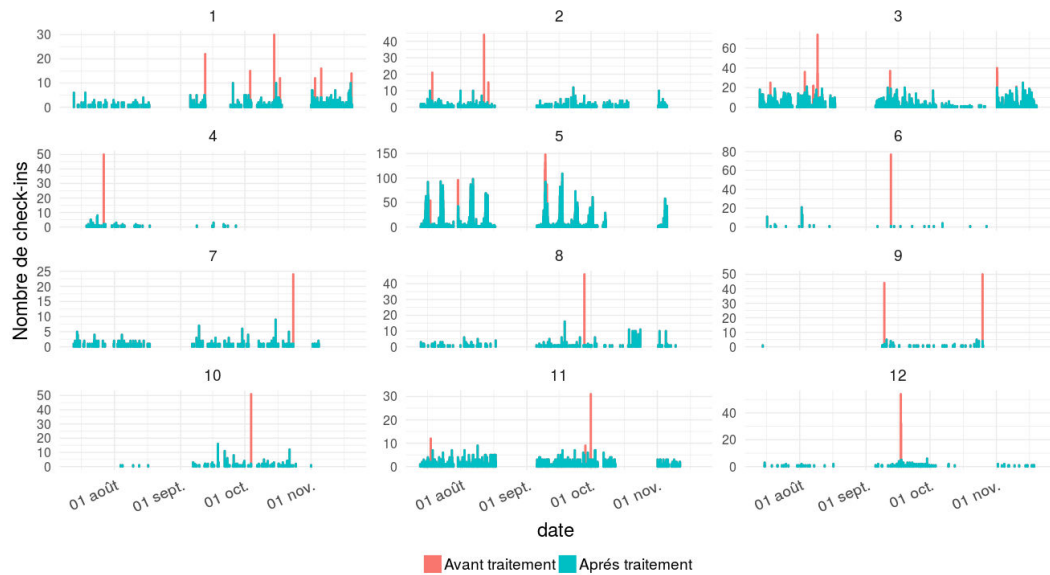 1 2 3
30 20 10 0
40 30 20 10 0
60 40 20 0
4 5 6
50 40 30 20 10 0
150 100 50 0
80 60 40 20 0
7 8 9
25 20 15 10 5 0
40 30 20 10 0
50 40 30 20 10 0
10 11 12
50 40 30 20 10 0
30 20 10 0
40 20 0
Nombre de check-ins
01 août 01 sept. 01 oct. 01 nov. 01 août 01 sept. 01 oct. 01 nov. 01 août 01 sept. 01 oct. 01 nov.
date
Avant traitement Aprés traitement